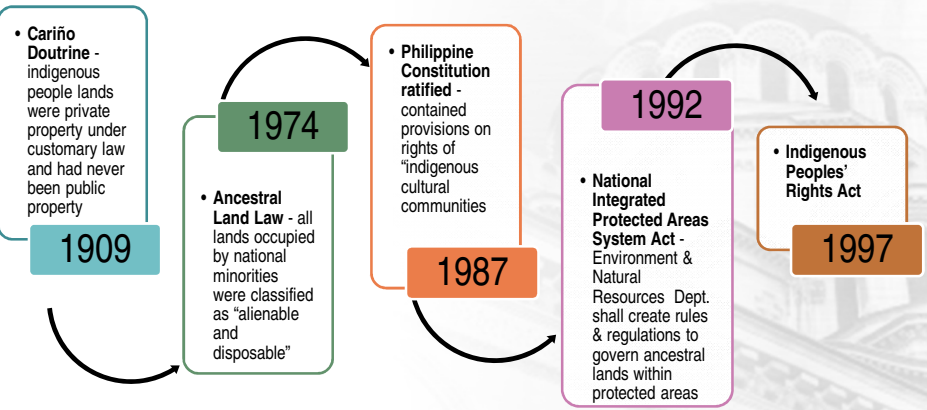 • Cariño
Doutrine -
indigenous
people lands
were private
property under
customary law
and had never
been public
property
1909
1974
• Ancestral
Land Law - all
lands occupied
by national
minorities
were classified
as “alienable
and
disposable”
• Philippine
Constitution
ratified -
contained
provisions on
rights of
“indigenous
cultural
communities
1987
1992
• National
Integrated
Protected Areas
System Act -
Environment &
Natural
Resources Dept.
shall create rules
& regulations to
govern ancestral
lands within
protected areas
• Indigenous
Peoples’
Rights Act
1997